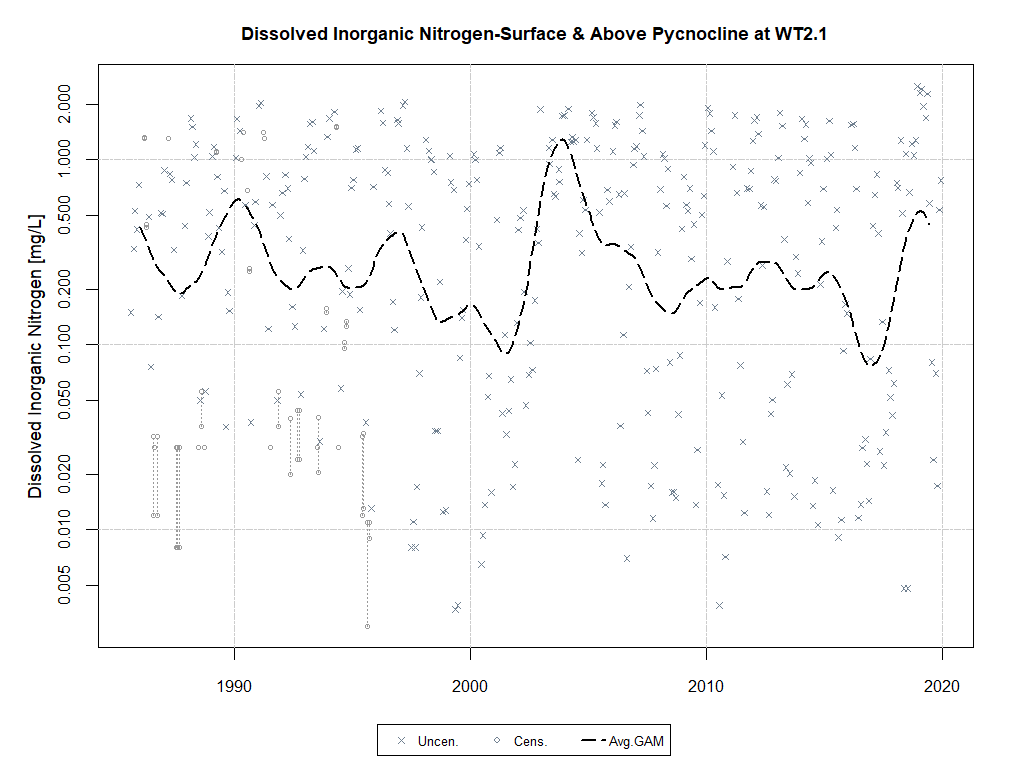 Dissolved Inorganic Nitrogen-Surface & Above Pycnocline at WT2.1
Dissolved Inorganic Nitrogen [mg/L]
2.000
1.000
0.500
0.200
0.100
0.050
0.020
0.010
0.005
1990 2000 2010 2020
Uncen. Cens. Avg.GAM